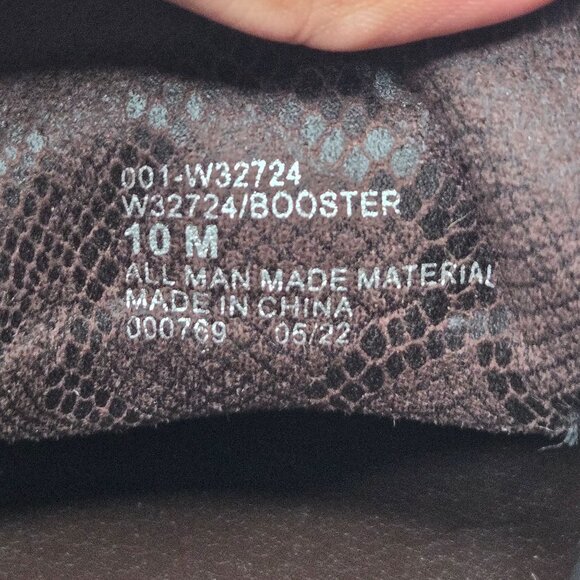 001-W32724
W32724/BOOSTER
10 M
ALL MAN MADE MATERIAL
MADE IN CHINA
000769 05/22